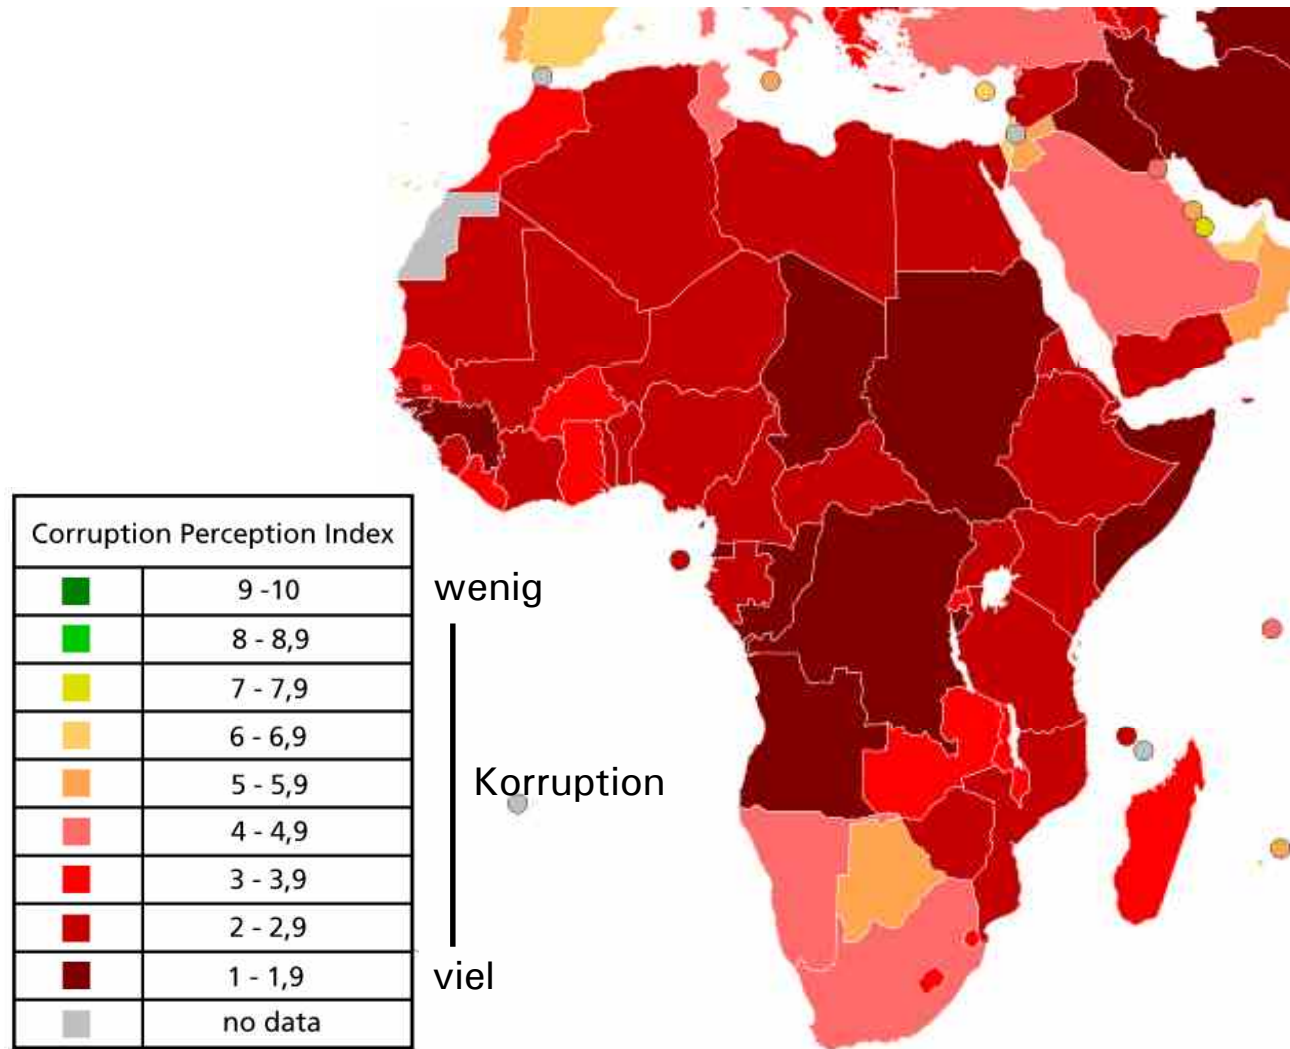 Corruption Perception Index
9 -10
8 - 8,9
7 - 7,9
6 - 6,9
5 - 5,9
4 - 4,9
3 - 3,9
2 - 2,9
1 - 1,9
no data
wenig
Korruption
viel